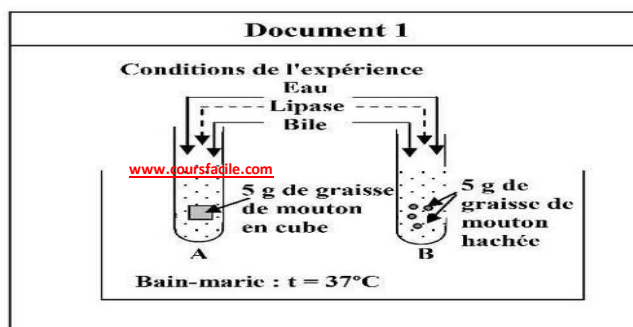 Document 1
Conditions de l'expérience
Eau
Lipase
Bile
www.coursfacile.com
5 g de graisse
de mouton
en cube
5 g de
graisse de
mouton
hachée
A
B
Bain-marie : t = 37°C